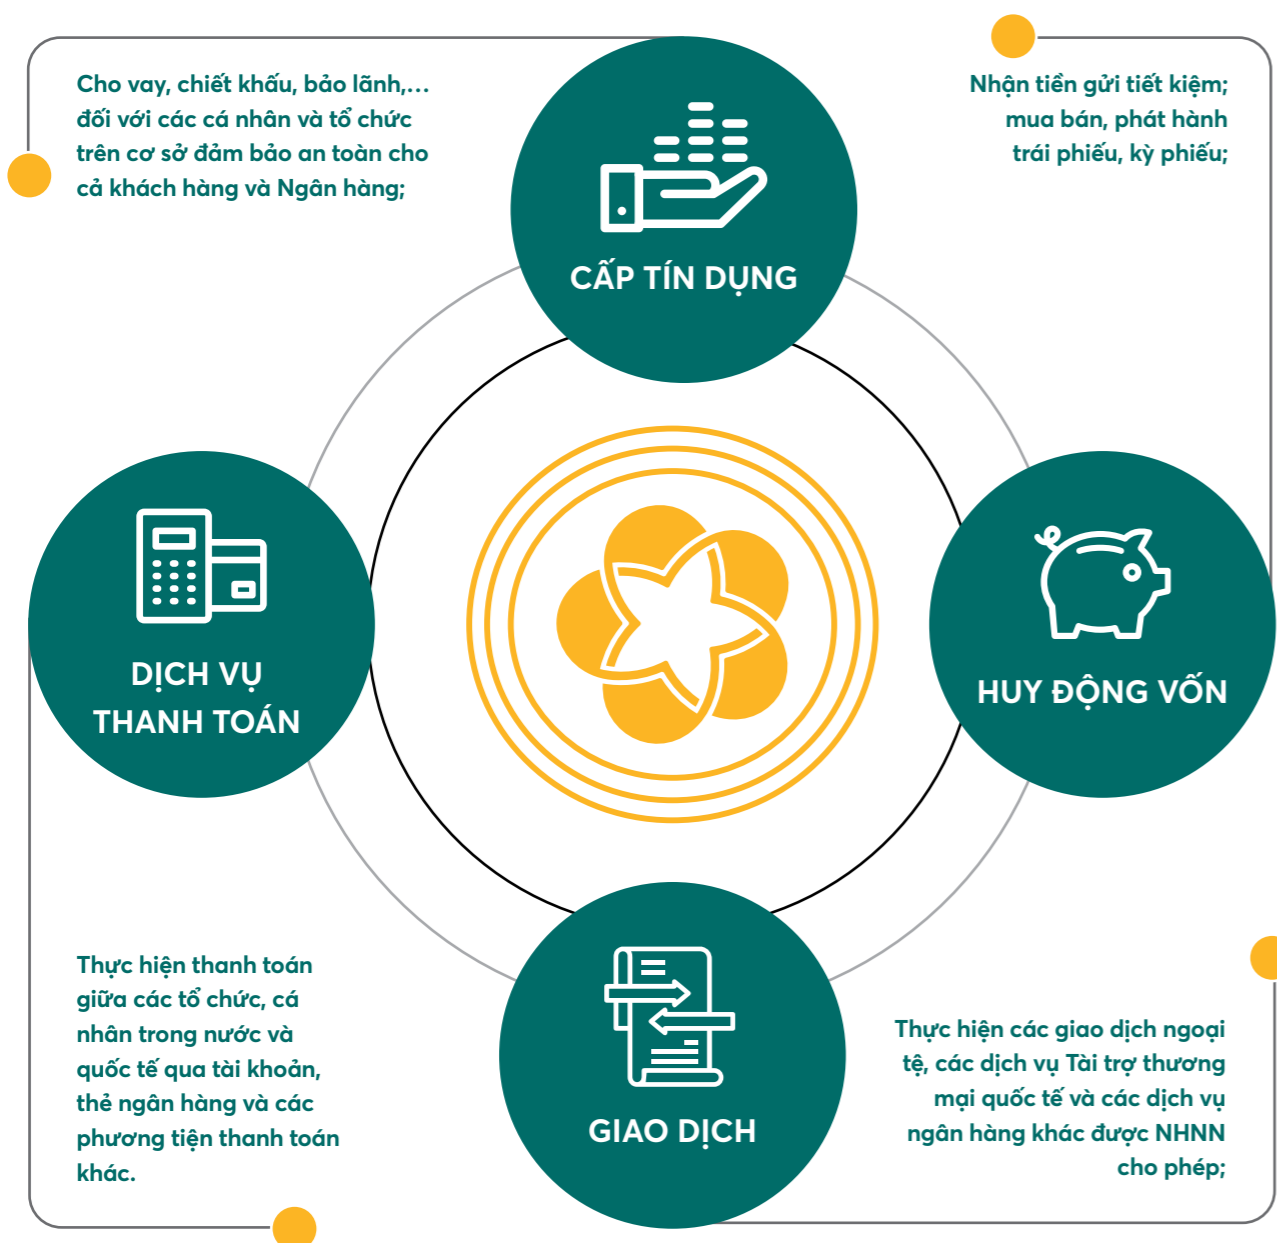 Cho vay, chiết khấu, bảo lãnh,...
đối với các cá nhân và tổ chức
trên cơ sở đảm bảo an toàn cho
cả khách hàng và Ngân hàng;
CẤP TÍN DỤNG
Nhận tiền gửi tiết kiệm;
mua bán, phát hành
trái phiếu, kỳ phiếu;
HUY ĐỘNG VỐN
DỊCH VỤ
THANH TOÁN
Thực hiện thanh toán
giữa các tổ chức, cá
nhân trong nước và
quốc tế qua tài khoản,
thẻ ngân hàng và các
phương tiện thanh toán
khác.
GIAO DỊCH
Thực hiện các giao dịch ngoại
tệ, các dịch vụ Tài trợ thương
mại quốc tế và các dịch vụ
ngân hàng khác được NHNN
cho phép;